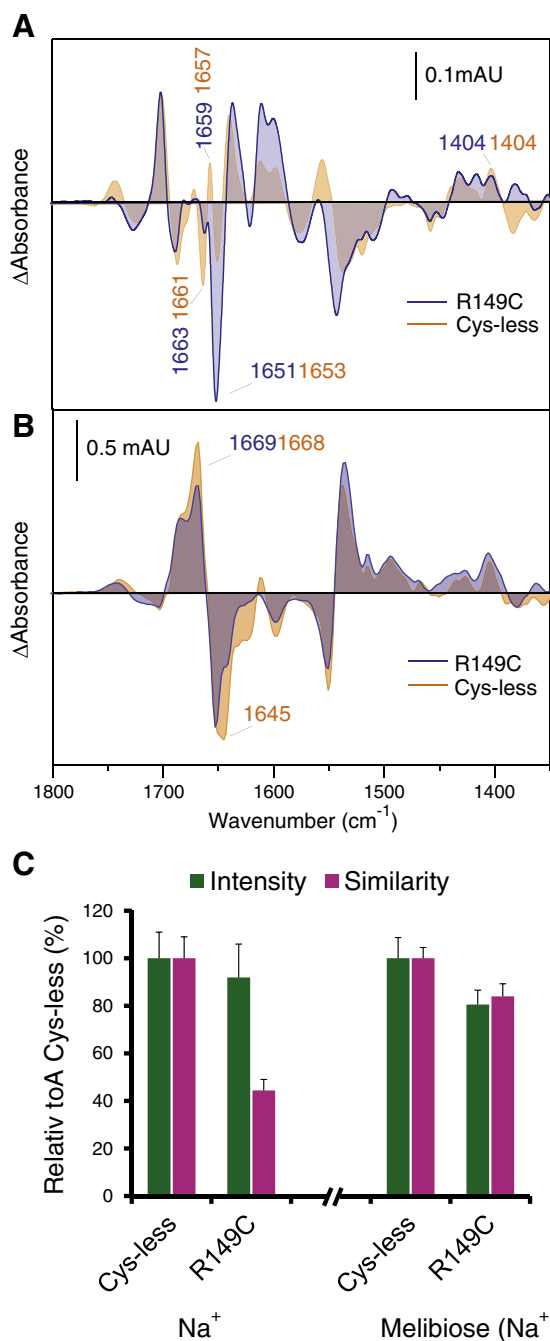 A
0.1mAU
1659 1657
1404 1404
ΔAbsorbance
R149C
Cys-less
1663 1661
1651 1653
B
0.5 mAU
1669 1668
ΔAbsorbance
R149C
Cys-less
1645
1800 1700 1600 1500 1400
Wavenumber (cm⁻¹)
C
Intensity Similarity
Relativ toA Cys-less (%)
120
100
80
60
40
20
0
Cys-less R149C Cys-less R149C
Na⁺ Melibiose (Na⁺